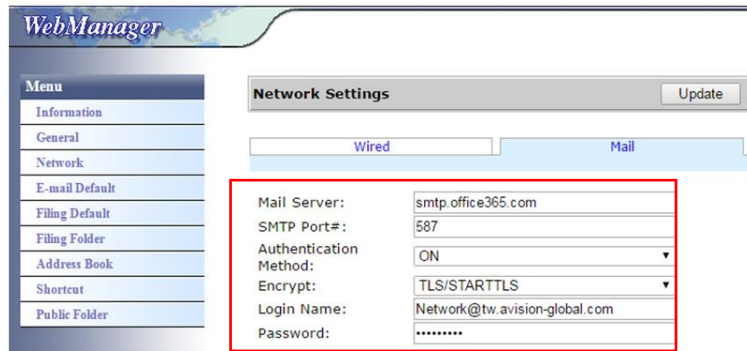 WebManager
Menu
Information
General
Network
E-mail Default
Filing Default
Filing Folder
Address Book
Shortcut
Public Folder
Network Settings Update
Wired Mail
Mail Server: smtp.office365.com
SMTP Port#: 587
Authentication
Method: ON
Encrypt: TLS/STARTTLS
Login Name: Network@tw.avision-global.com
Password: •••••••••